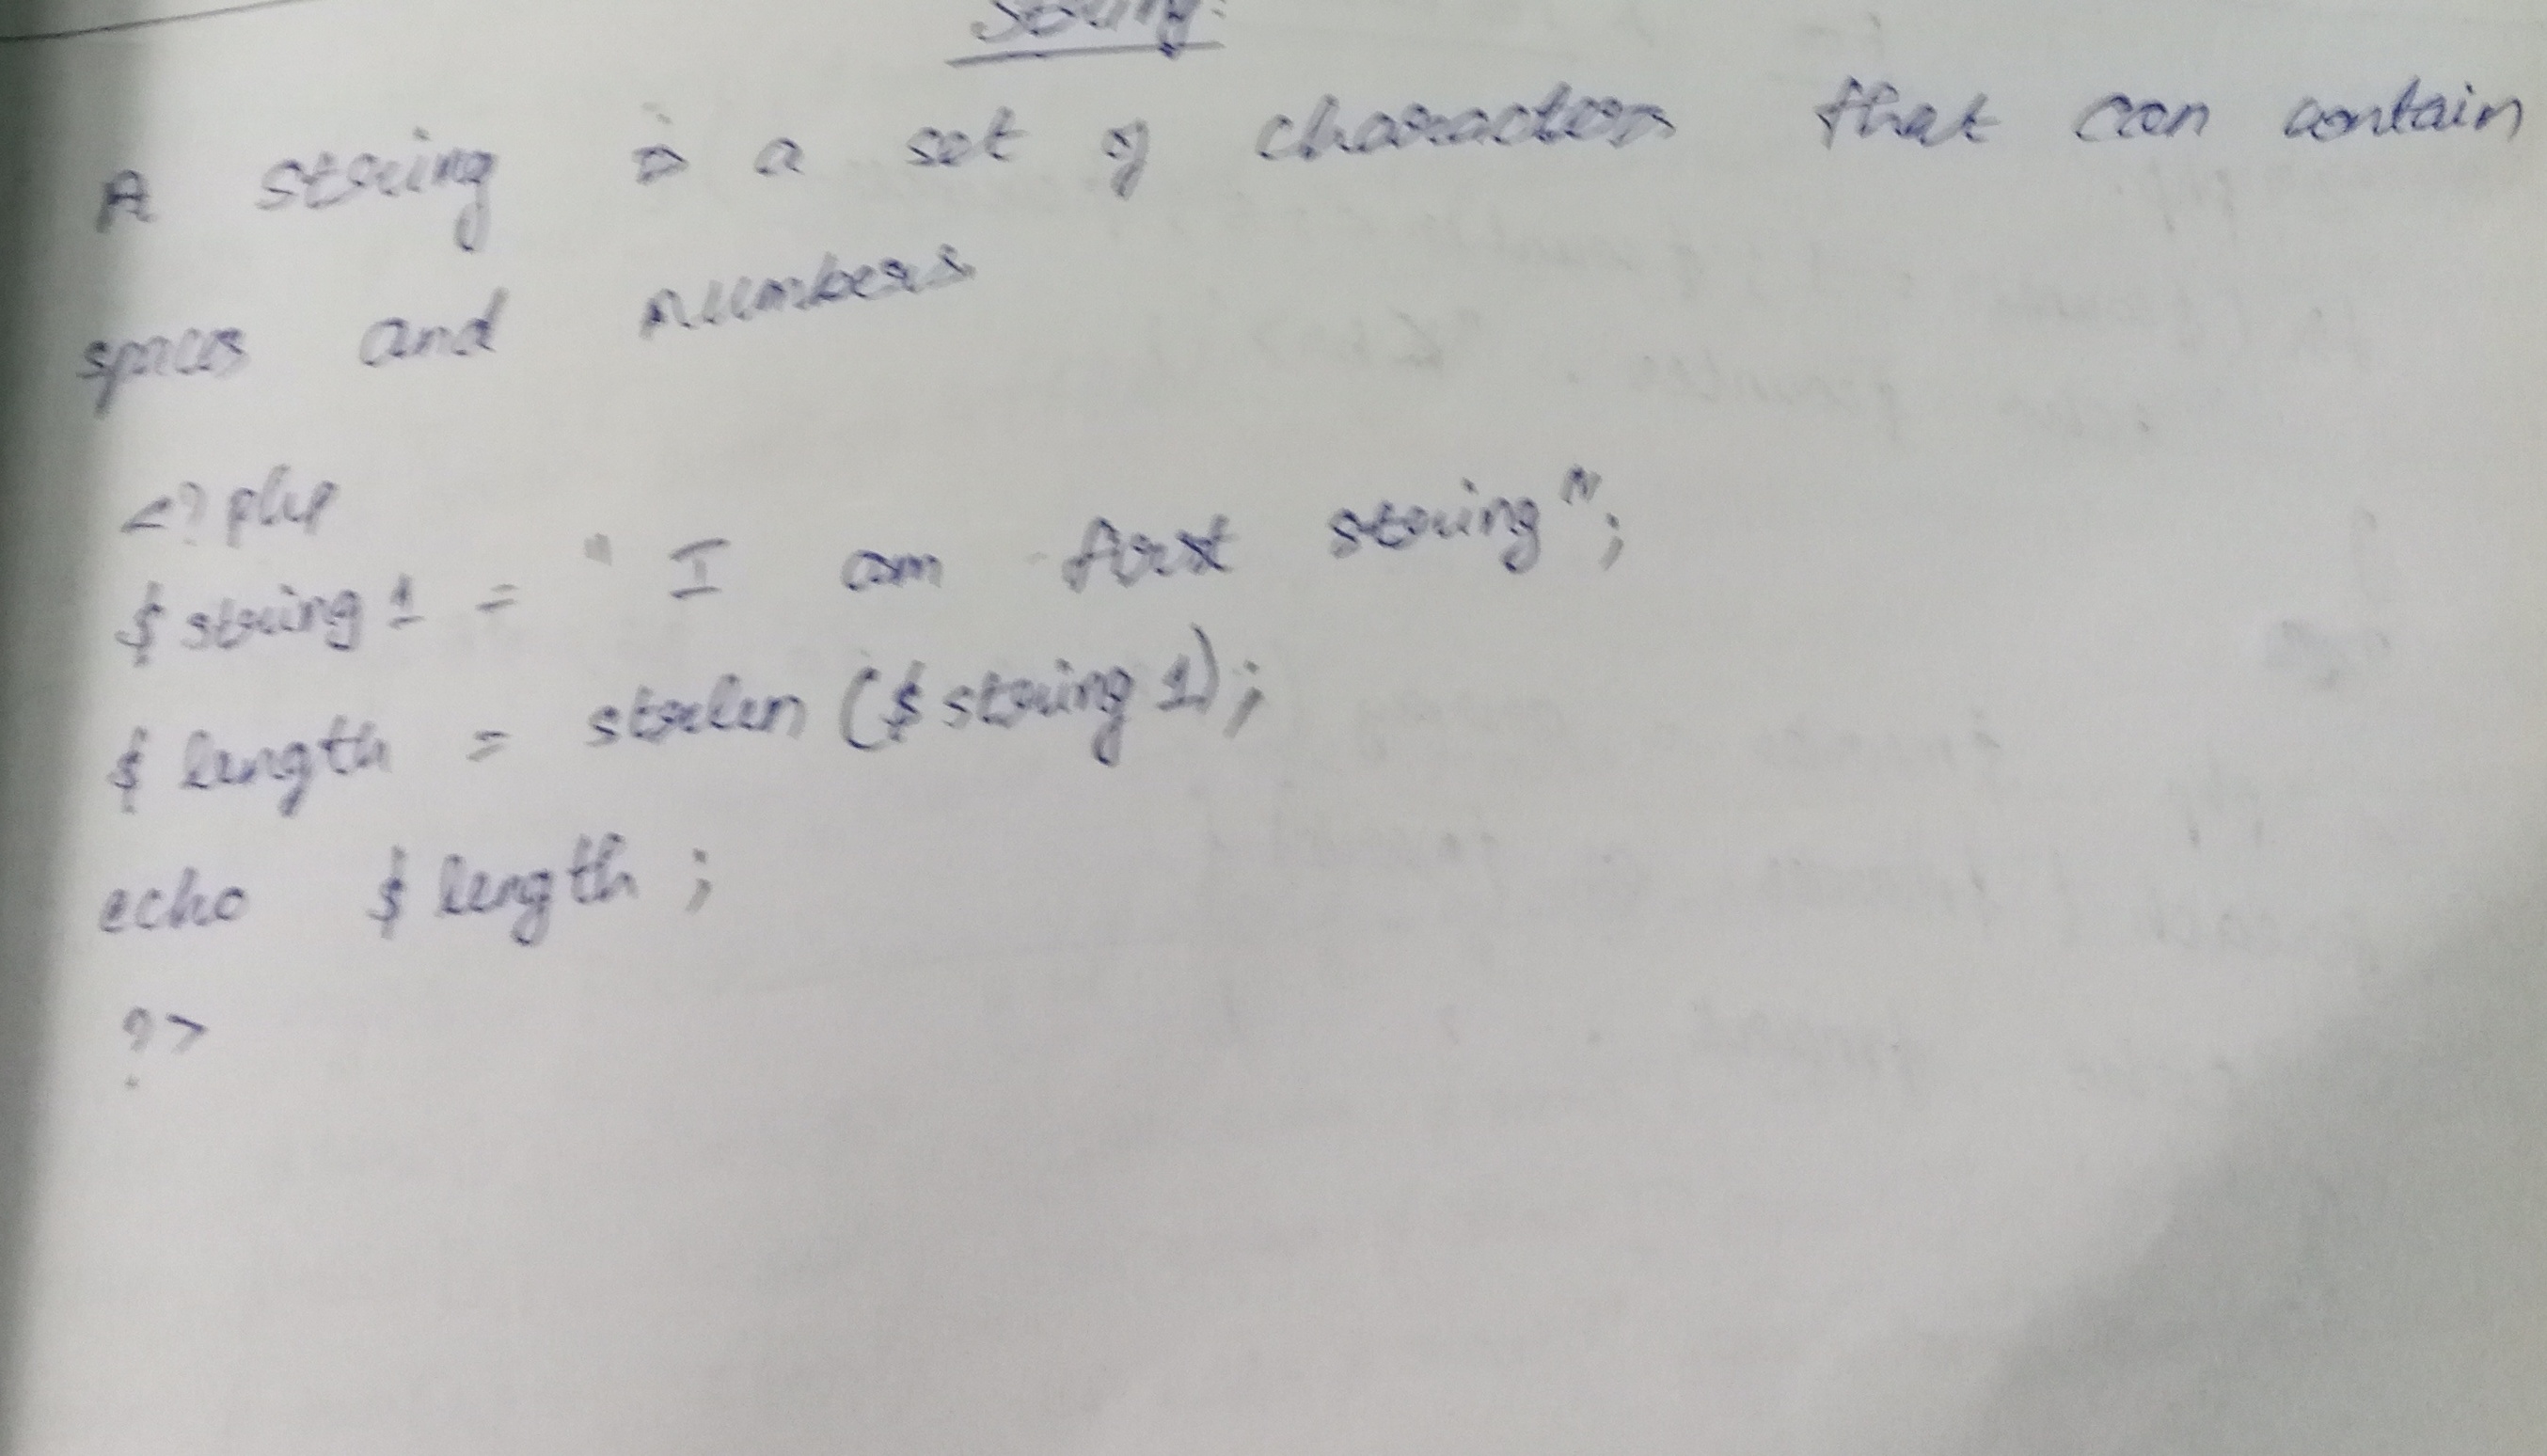 String:
A string is a set of characters that can contain
spaces and numbers
<?php
$string1 = "I am first string";
$length = strlen ($string1);
echo $length;
?>